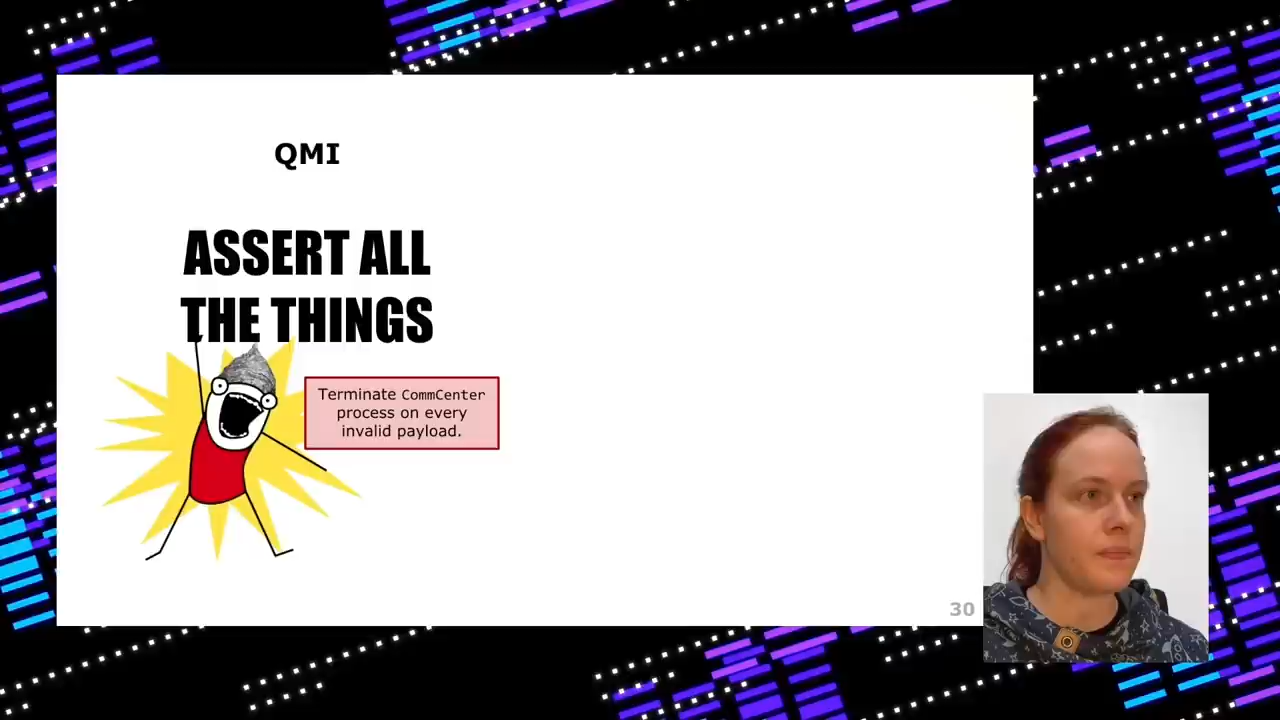 QMI
ASSERT ALL
THE THINGS
Terminate CommCenter
process on every
invalid payload.
30